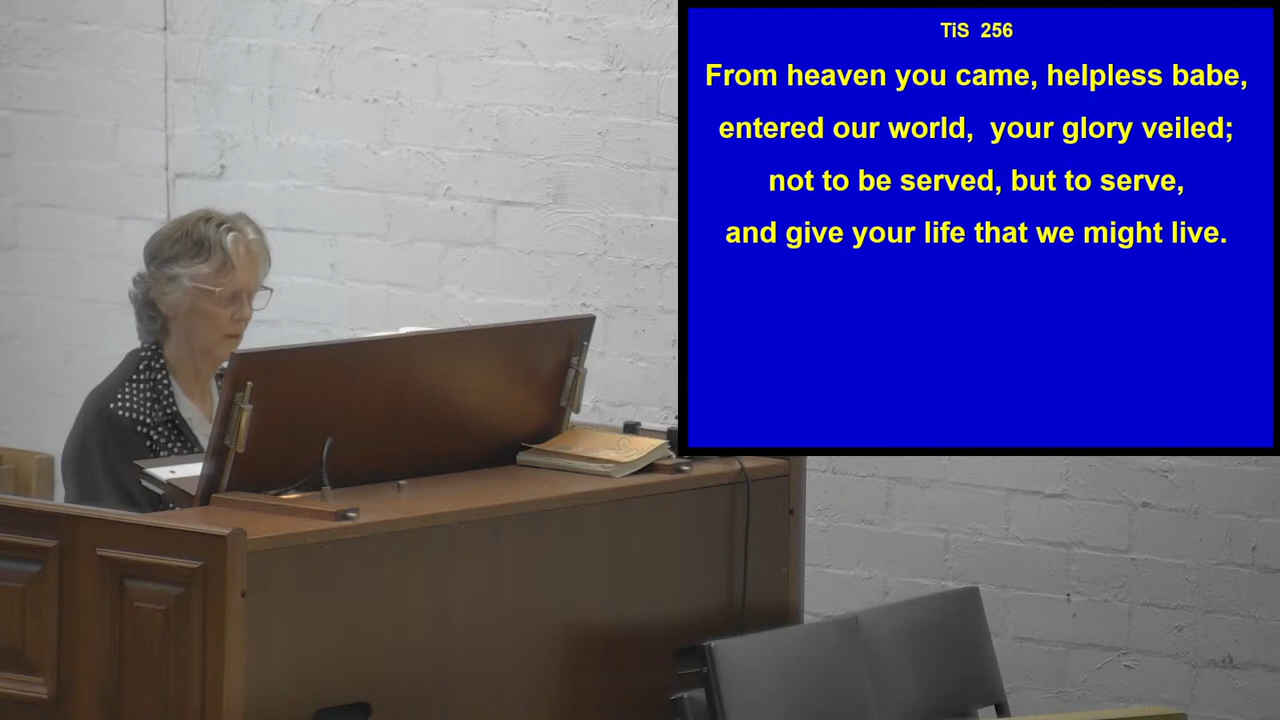 TiS 256
From heaven you came, helpless babe,
entered our world, your glory veiled;
not to be served, but to serve,
and give your life that we might live.